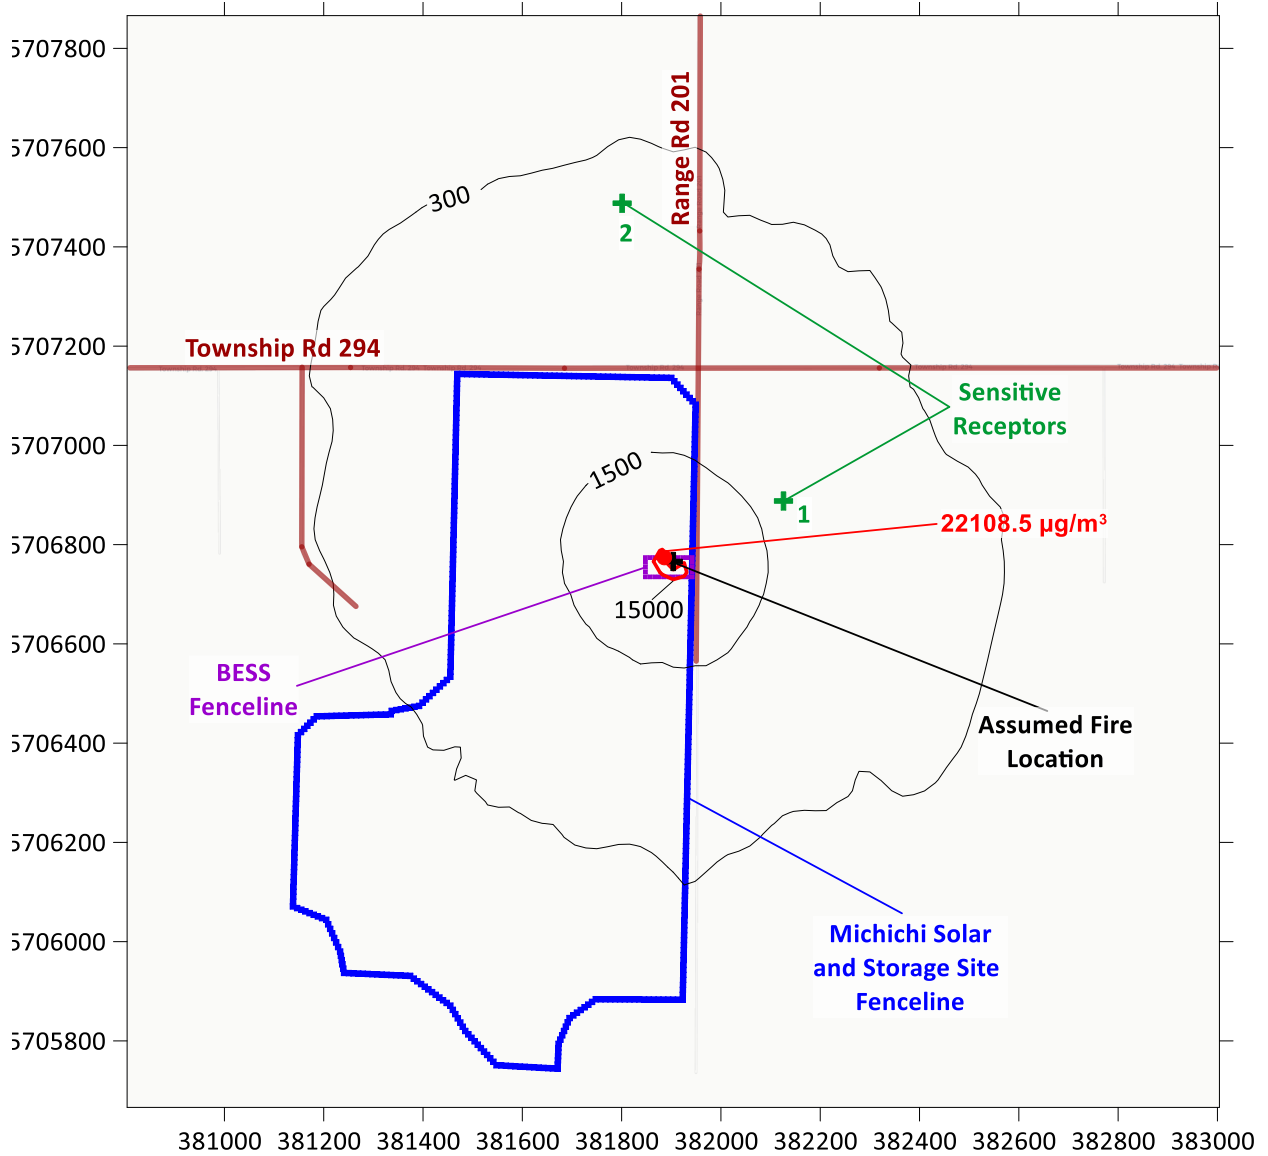 5707800
5707600
5707400
5707200
5707000
5706800
5706600
5706400
5706200
5706000
5705800
Range Rd 201
300
2
Township Rd 294
Sensitive
Receptors
1500
1
22108.5 µg/m³
15000
BESS
Fenceline
Assumed Fire
Location
Michichi Solar
and Storage Site
Fenceline
381000 381200 381400 381600 381800 382000 382200 382400 382600 382800 383000